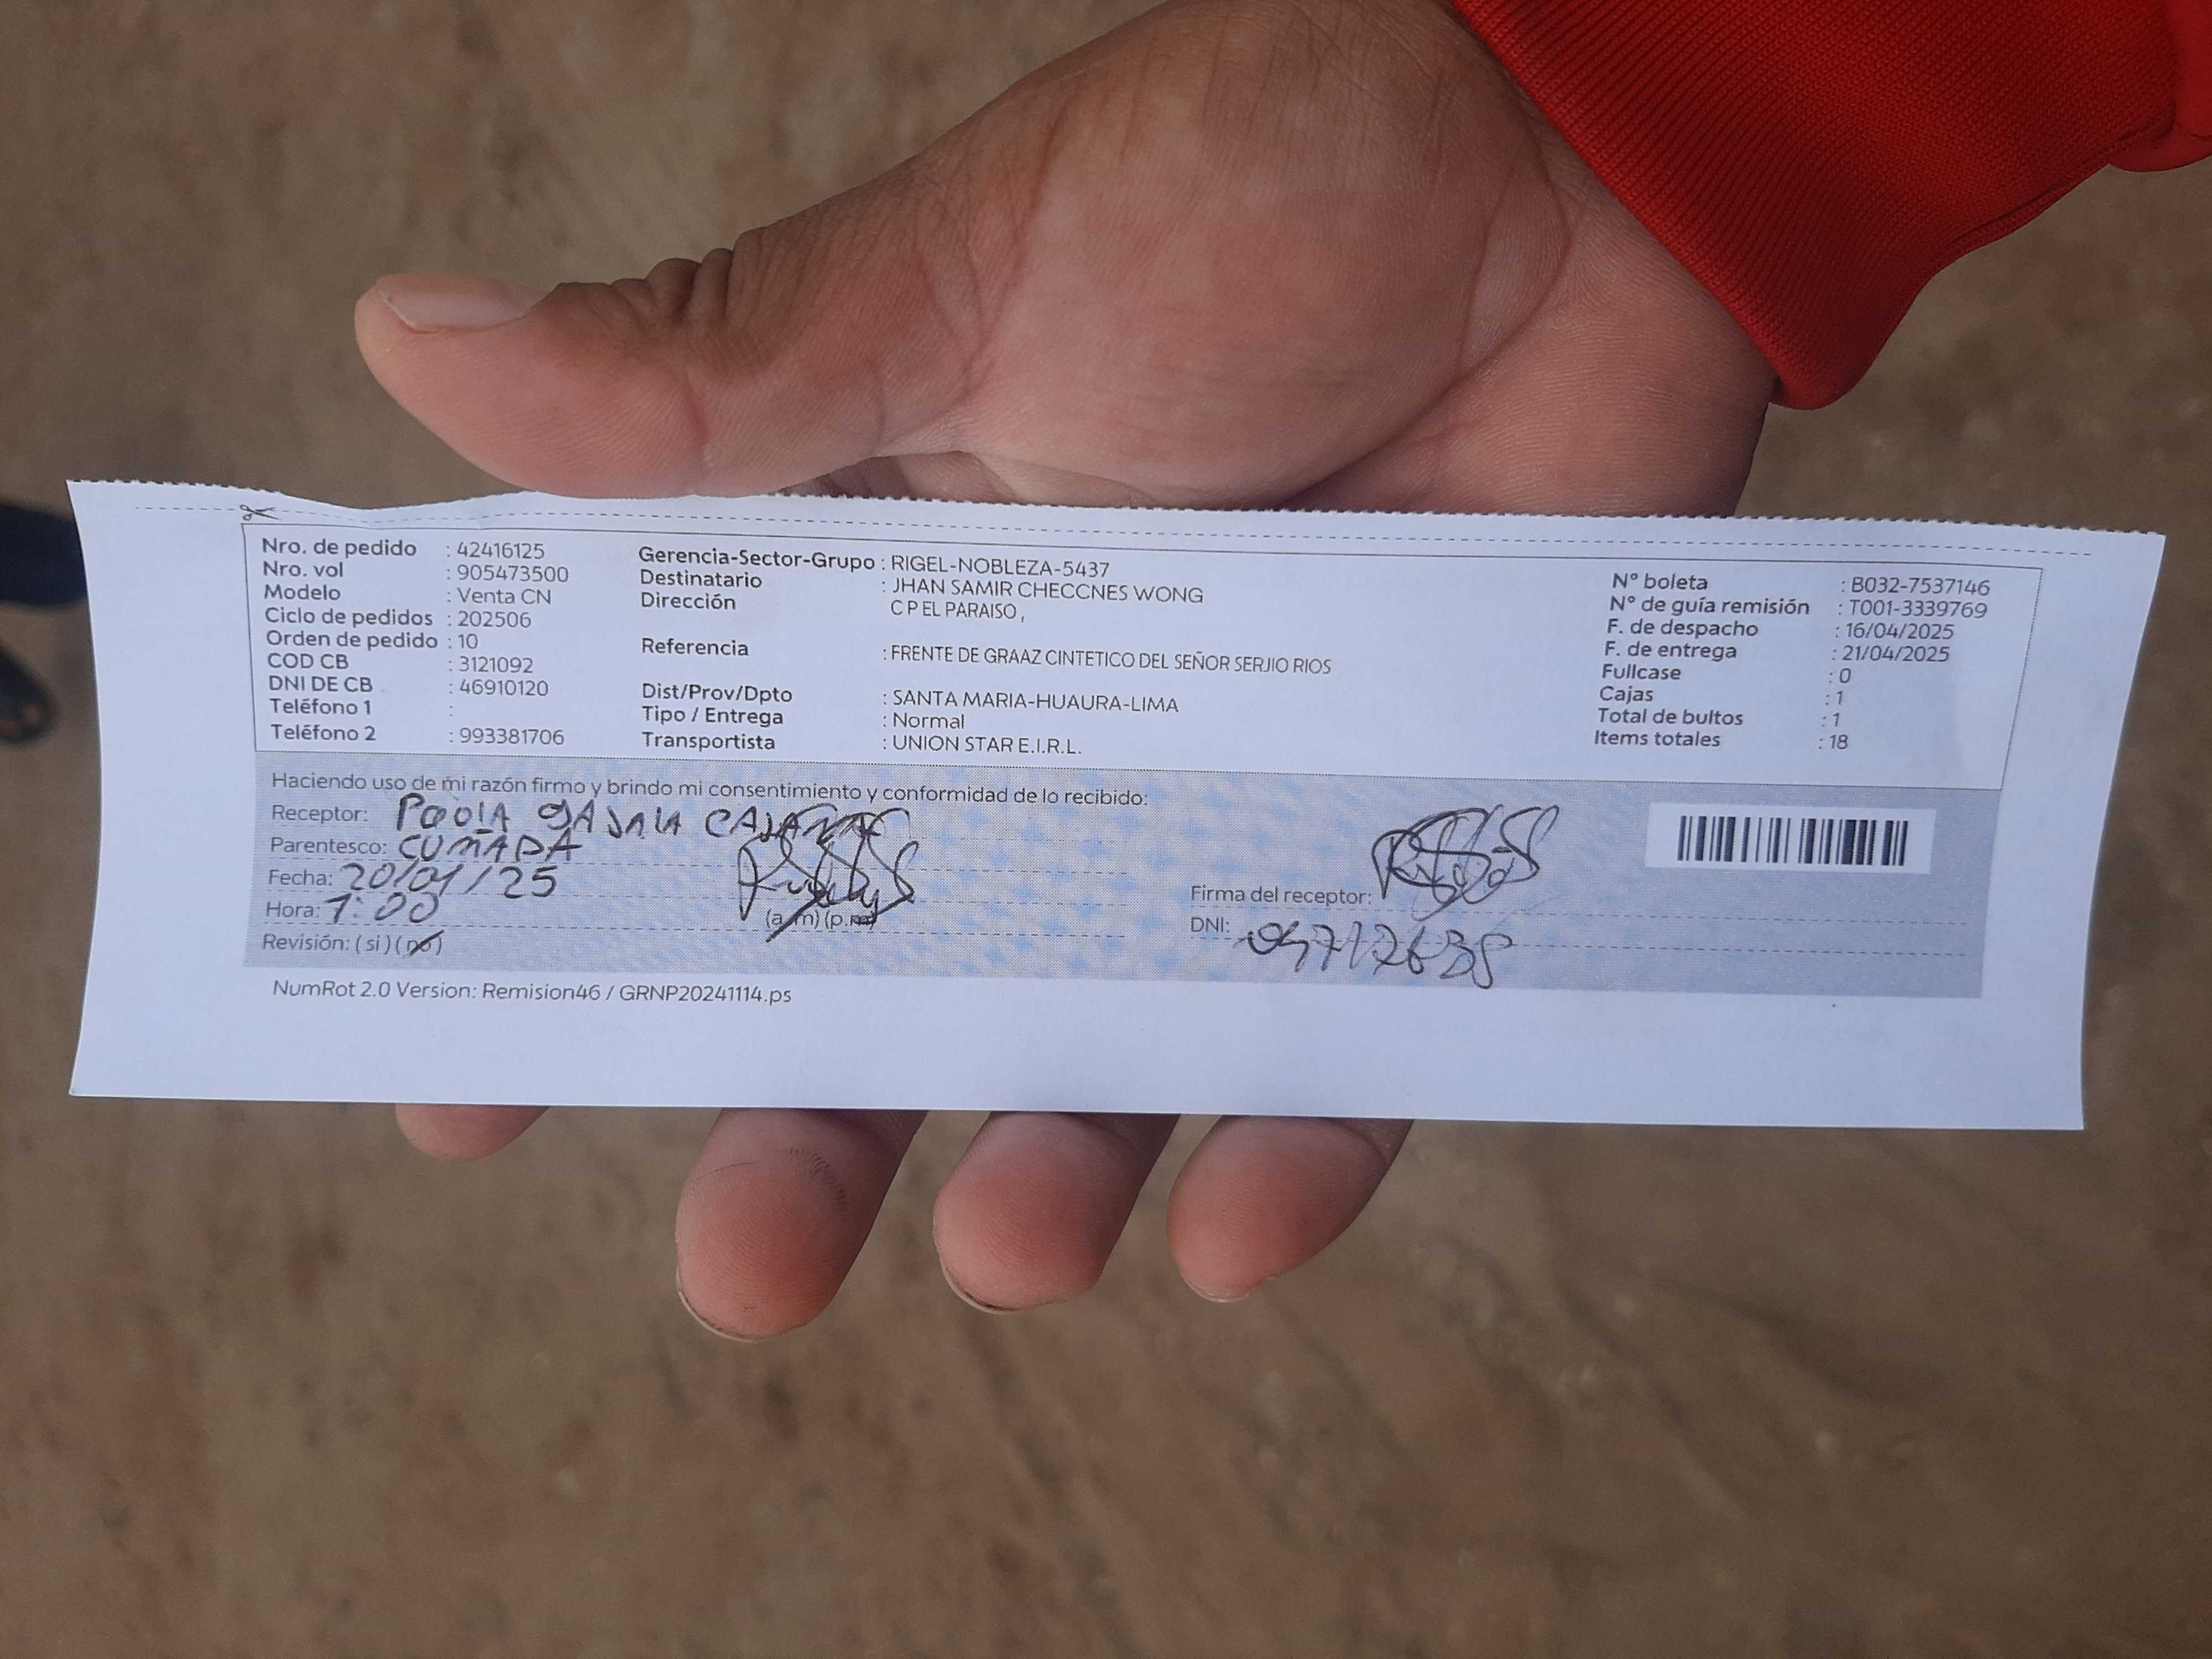 Nro. de pedido : 42416125
Nro. vol : 905473500
Modelo : Venta CN
Ciclo de pedidos : 202506
Orden de pedido : 10
COD CB : 3121092
DNI DE CB : 46910120
Teléfono 1 :
Teléfono 2 : 993381706
Gerencia-Sector-Grupo : RIGEL-NOBLEZA-5437
Destinatario : JHAN SAMIR CHECCNES WONG
Dirección C P EL PARAISO ,
Referencia : FRENTE DE GRAAZ CINTETICO DEL SEÑOR SERJIO RIOS
Dist/Prov/Dpto : SANTA MARIA-HUAURA-LIMA
Tipo / Entrega : Normal
Transportista : UNION STAR E.I.R.L.
N° boleta : B032-7537146
N° de guía remisión : T001-3339769
F. de despacho : 16/04/2025
F. de entrega : 21/04/2025
Fullcase : 0
Cajas : 1
Total de bultos : 1
Items totales : 18
Haciendo uso de mi razón firmo y brindo mi consentimiento y conformidad de lo recibido:
Receptor:
Parentesco: CUÑADA
Fecha:
Hora: 1:00 (a.m) (p.m)
Revisión: ( si ) ( no )
Firma del receptor:
DNI:
NumRot 2.0 Version: Remision46 / GRNP20241114.ps